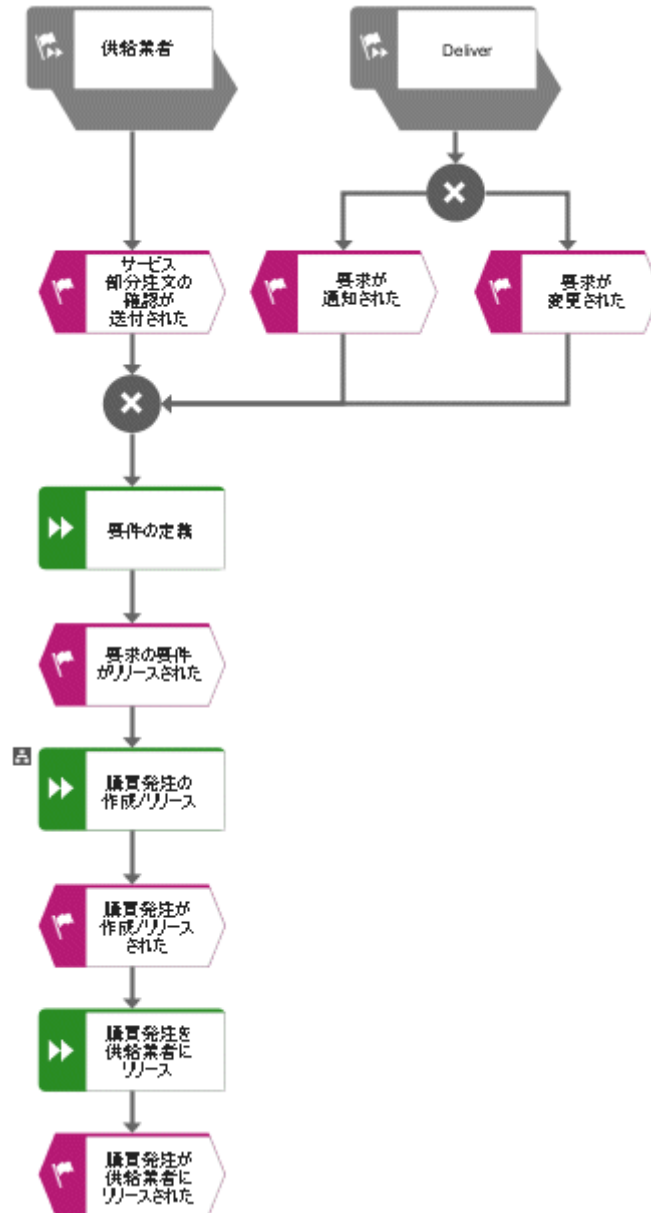 供給業者
Deliver
サービス
部分注文の
確認が
送付された
要求が
通知された
要求が
変更された
要件の定義
要求の要件
がリリースされた
購買発注の
作成/リリース
購買発注が
作成/リリース
された
購買発注を
供給業者に
リリース
購買発注が
供給業者に
リリースされた